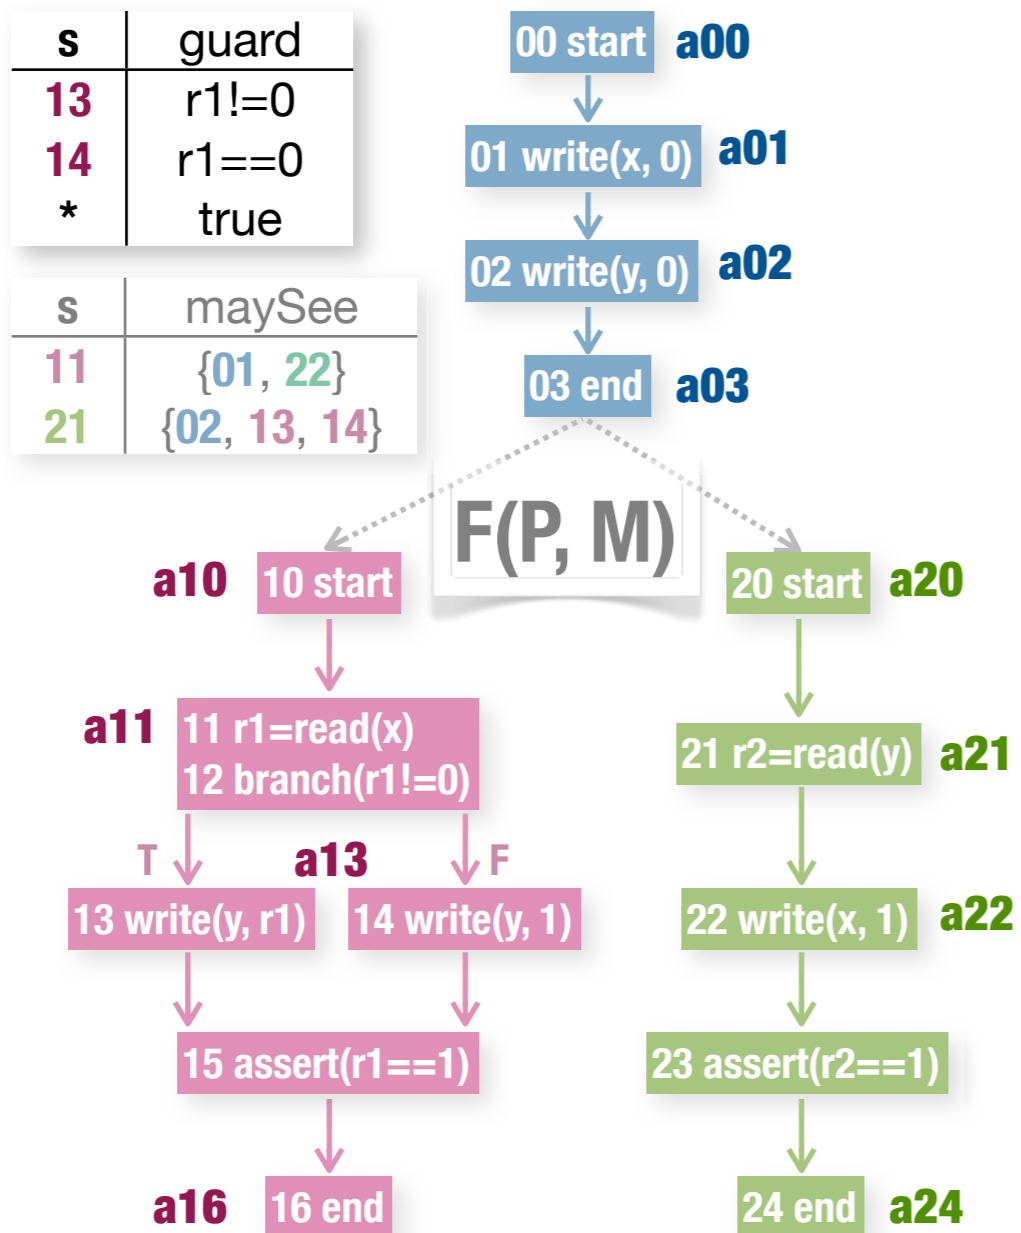 s guard
13 r1!=0
14 r1==0
* true
s maySee
11 {01, 22}
21 {02, 13, 14}
00 start a00
01 write(x, 0) a01
02 write(y, 0) a02
03 end a03
F(P, M)
a10 10 start
20 start a20
a11 11 r1=read(x)
12 branch(r1!=0)
21 r2=read(y) a21
T a13 F
13 write(y, r1) 14 write(y, 1)
22 write(x, 1) a22
15 assert(r1==1)
23 assert(r2==1)
a16 16 end
24 end a24